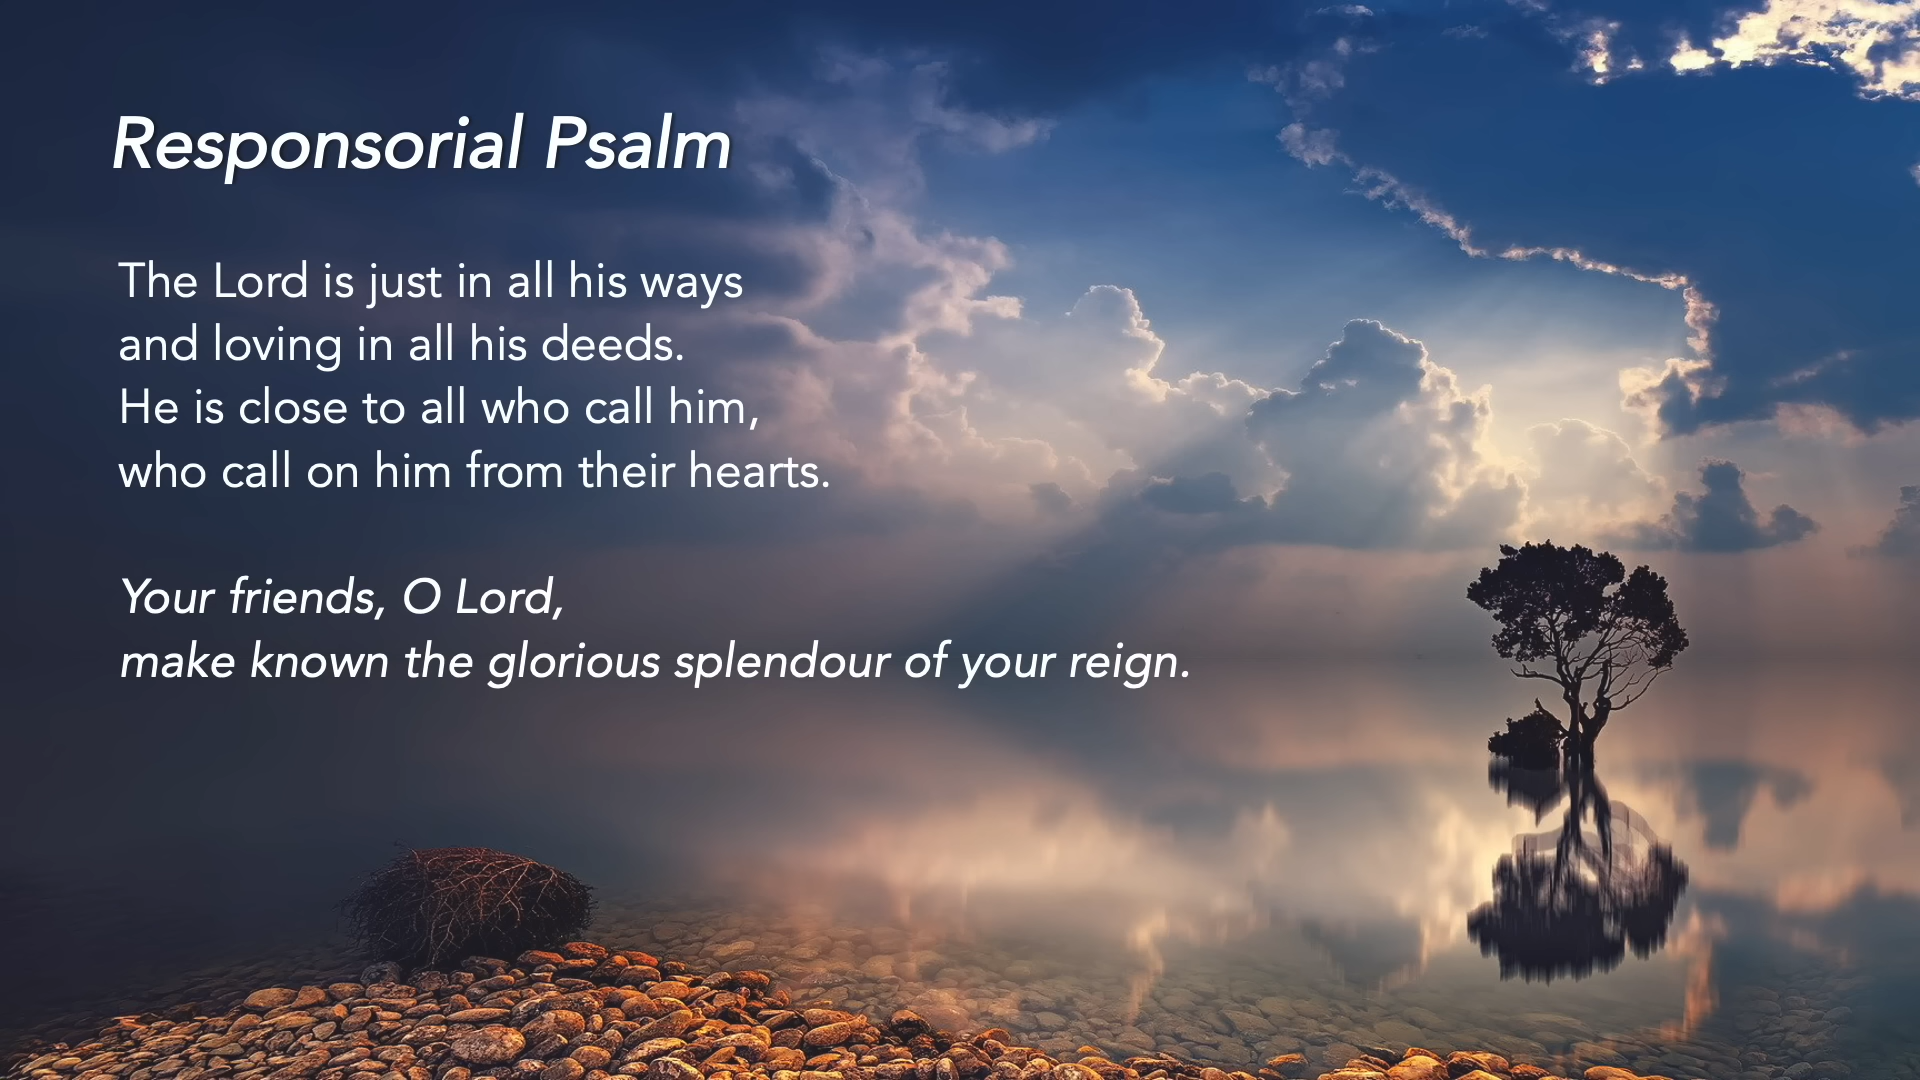 Responsorial Psalm
The Lord is just in all his ways
and loving in all his deeds.
He is close to all who call him,
who call on him from their hearts.
Your friends, O Lord,
make known the glorious splendour of your reign.